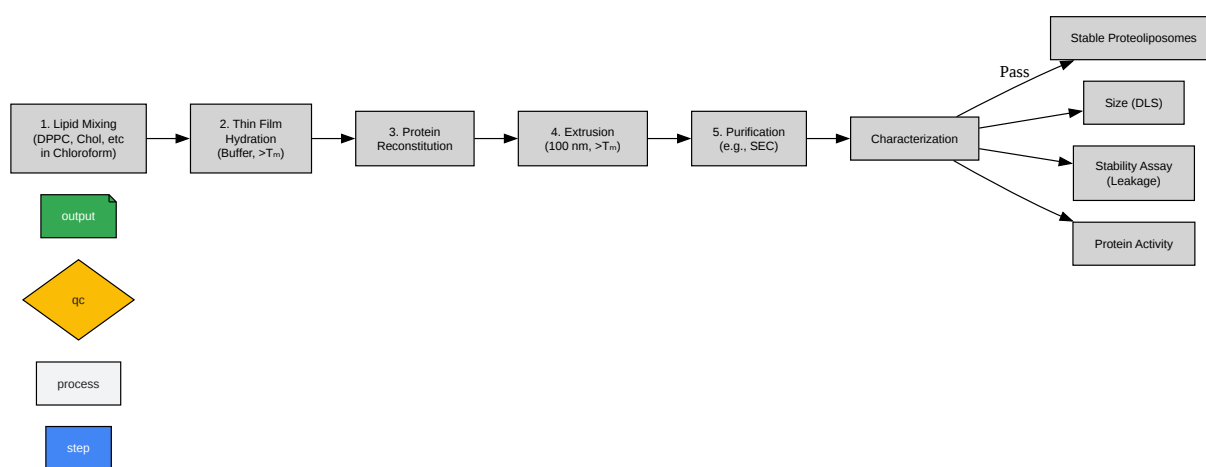 1. Lipid Mixing
(DPPC, Chol, etc
in Chloroform)
2. Thin Film
Hydration
(Buffer, >Tₘ)
3. Protein
Reconstitution
4. Extrusion
(100 nm, >Tₘ)
5. Purification
(e.g., SEC)
Characterization
Pass
Stable Proteoliposomes
Size (DLS)
Stability Assay
(Leakage)
Protein Activity
output
qc
process
step